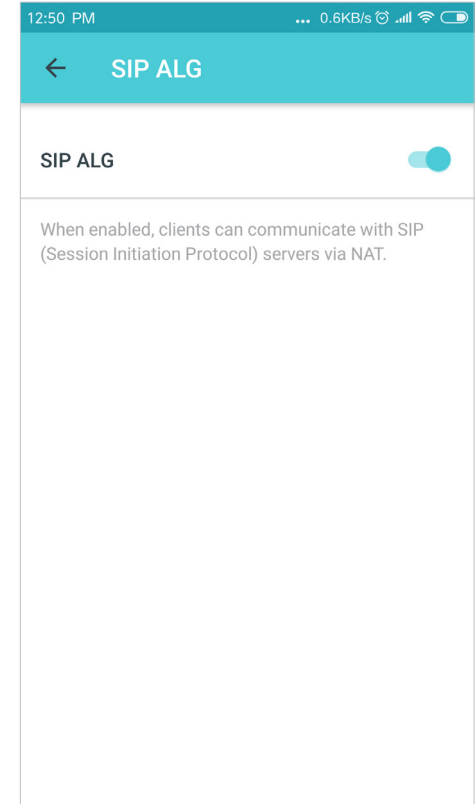 12:50 PM ... 0.6KB/s
SIP ALG
SIP ALG
When enabled, clients can communicate with SIP
(Session Initiation Protocol) servers via NAT.